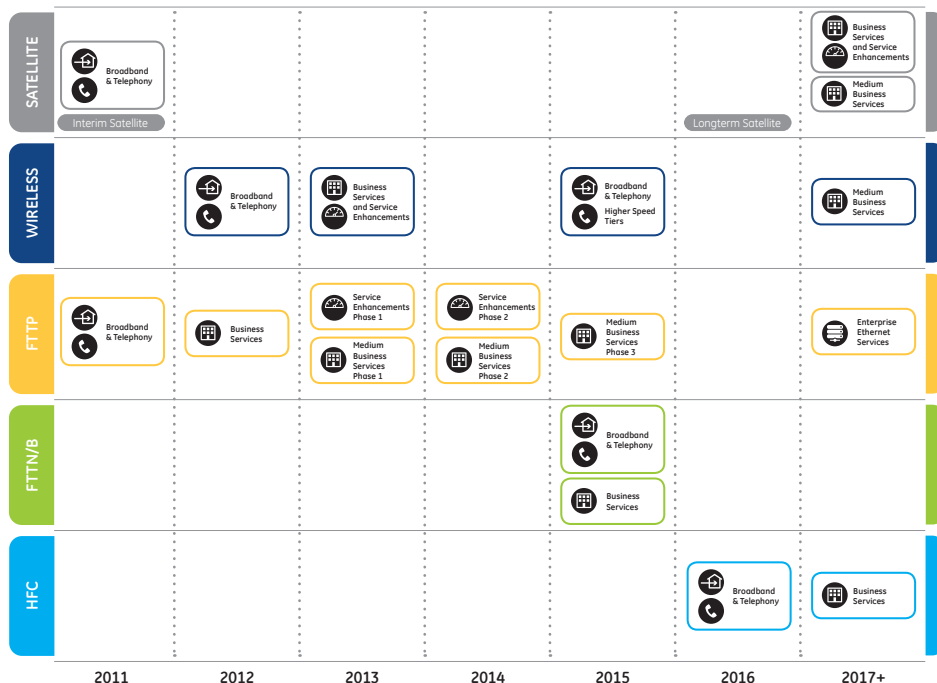 SATELLITE
Broadband
& Telephony
Interim Satellite
Longterm Satellite
Business
Services
and Service
Enhancements
Medium
Business
Services
WIRELESS
Broadband
& Telephony
Business
Services
and Service
Enhancements
Broadband
& Telephony
Higher Speed
Tiers
Medium
Business
Services
FTTP
Broadband
& Telephony
Business
Services
Service
Enhancements
Phase 1
Medium
Business
Services
Phase 1
Service
Enhancements
Phase 2
Medium
Business
Services
Phase 2
Medium
Business
Services
Phase 3
Enterprise
Ethernet
Services
FTTN/B
Broadband
& Telephony
Business
Services
HFC
Broadband
& Telephony
Business
Services
2011 2012 2013 2014 2015 2016 2017+